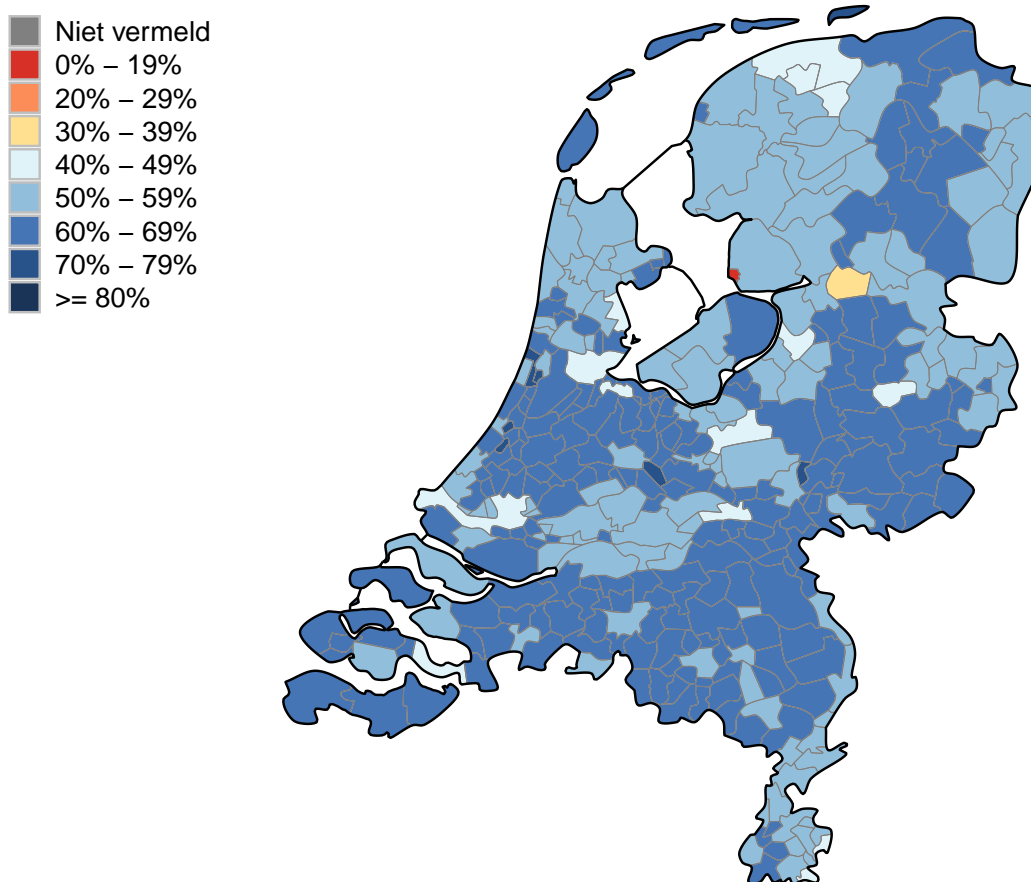 Niet vermeld
0% – 19%
20% – 29%
30% – 39%
40% – 49%
50% – 59%
60% – 69%
70% – 79%
>= 80%